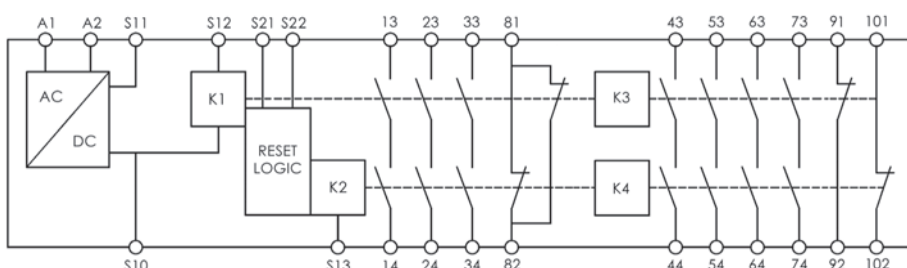 A1 A2 S11 S12 S21 S22 13 23 33 81 43 53 63 73 91 101
AC
DC
K1
K3
RESET
LOGIC
K2
K4
S10 S13 14 24 34 82 44 54 64 74 92 102